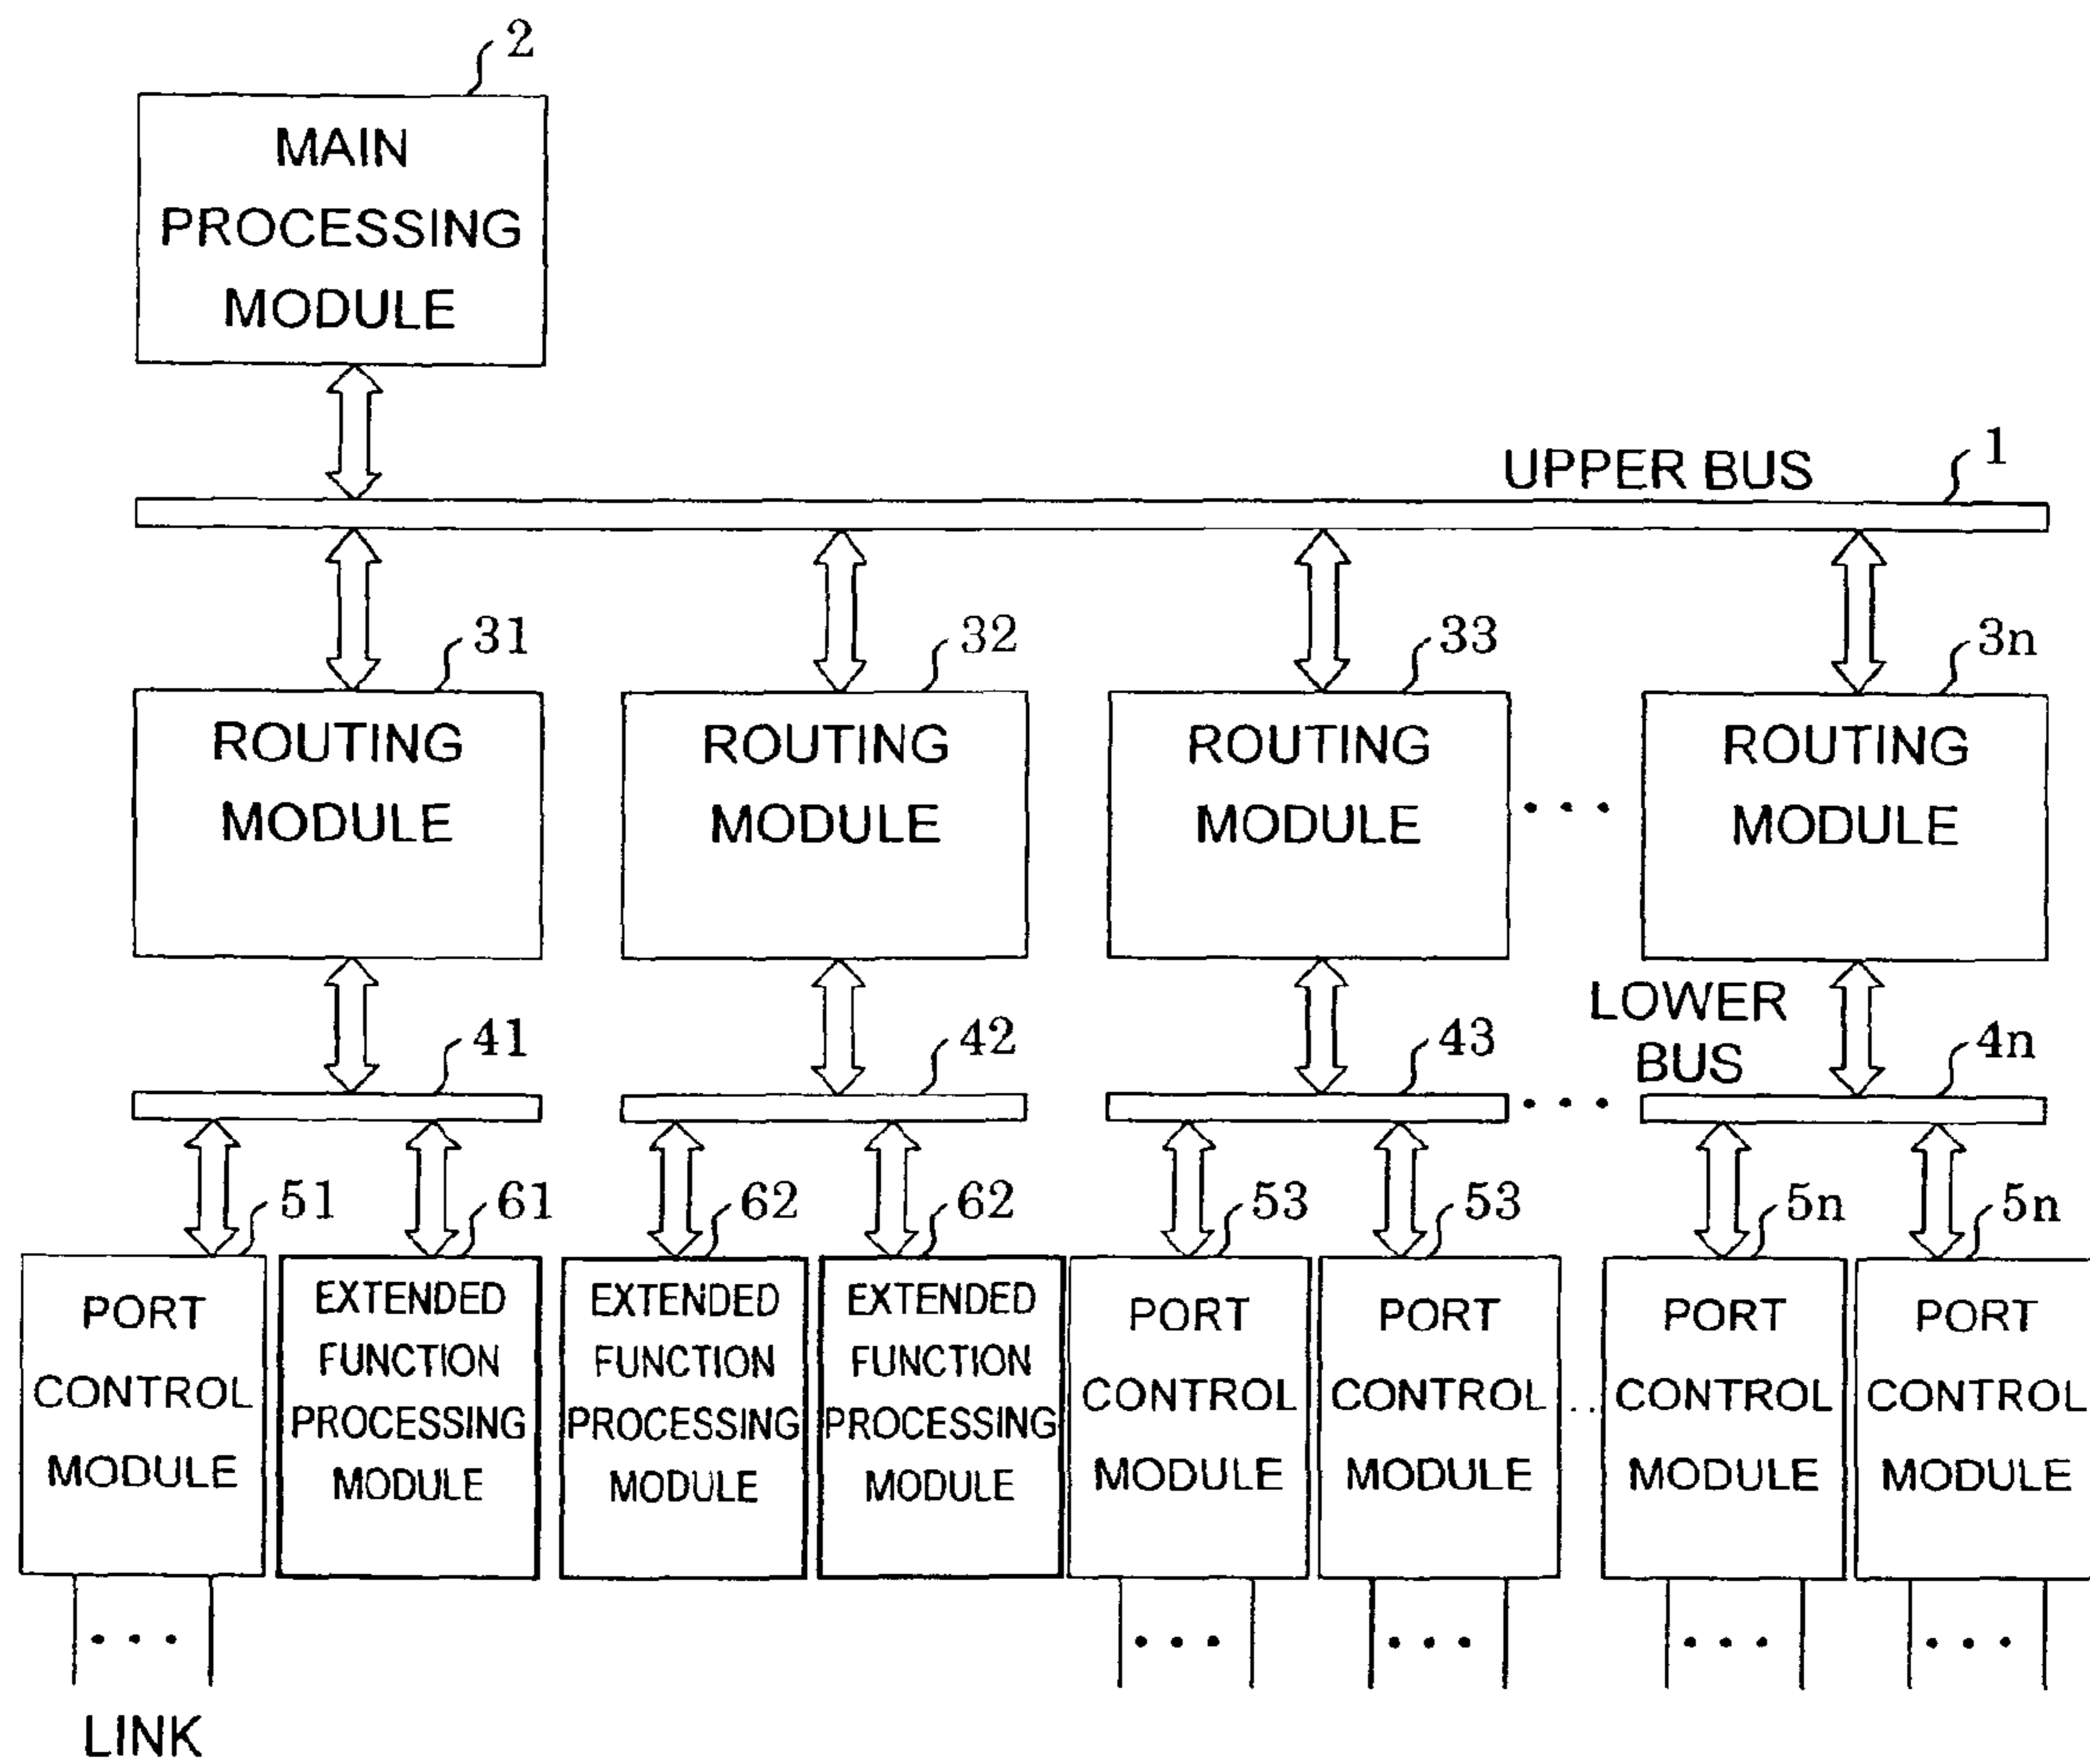 2
MAIN
PROCESSING
MODULE
UPPER BUS
1
31
32
33
3n
ROUTING
MODULE
ROUTING
MODULE
ROUTING
MODULE
...
ROUTING
MODULE
LOWER
BUS
41
42
43
...
4n
51
61
62
62
53
53
5n
5n
PORT
CONTROL
MODULE
EXTENDED
FUNCTION
PROCESSING
MODULE
EXTENDED
FUNCTION
PROCESSING
MODULE
EXTENDED
FUNCTION
PROCESSING
MODULE
PORT
CONTROL
MODULE
PORT
CONTROL
MODULE
..
PORT
CONTROL
MODULE
PORT
CONTROL
MODULE
...
...
...
...
...
LINK